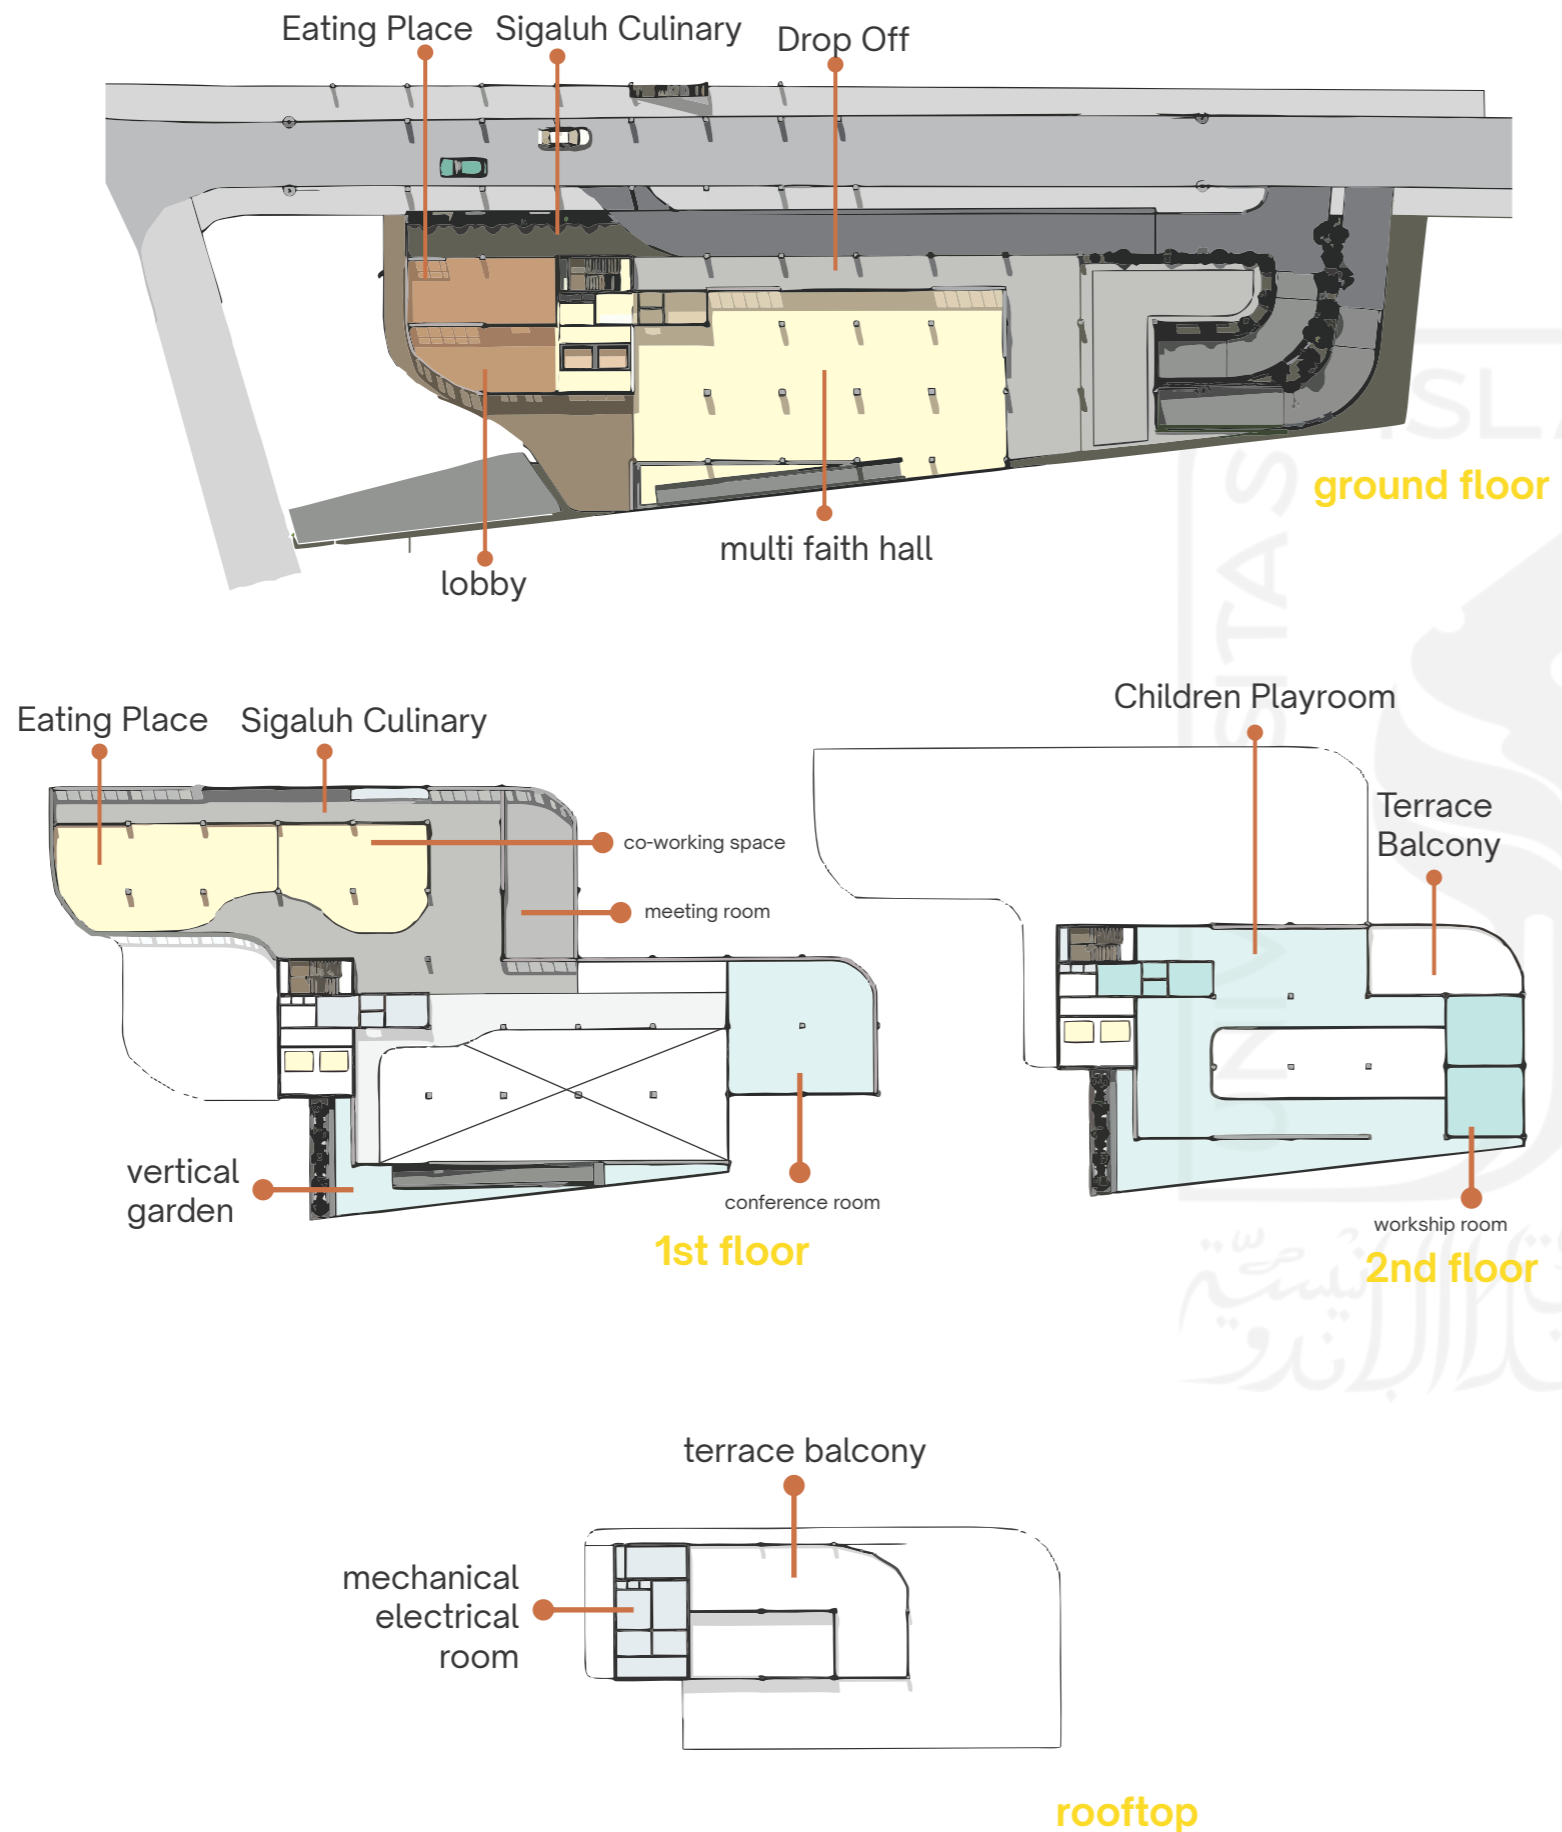 Eating Place
Sigaluh Culinary
Drop Off
ground floor
multi faith hall
lobby
Eating Place
Sigaluh Culinary
co-working space
meeting room
vertical
garden
conference room
1st floor
Children Playroom
Terrace
Balcony
workship room
2nd floor
terrace balcony
mechanical
electrical
room
rooftop